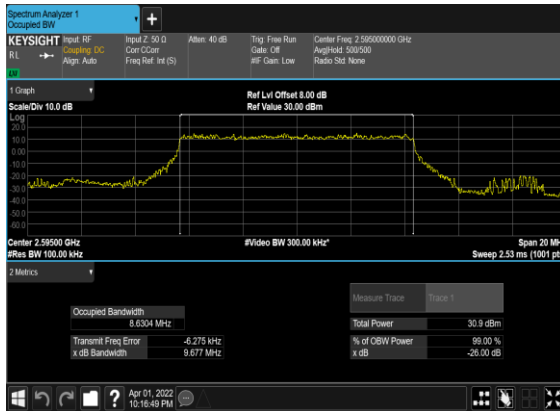 Spectrum Analyzer 1
Occupied BW
KEYSIGHT
RL
Input: RF
Coupling: DC
Align: Auto
Input Z: 50 Ω
Corr CCorr
Freq Ref: Int (S)
Atten: 40 dB
Trig: Free Run
Gate: Off
#IF Gain: Low
Center Freq: 2.595000000 GHz
Avg|Hold: 500/500
Radio Std: None
1 Graph
Scale/Div 10.0 dB
Ref Lvl Offset 8.00 dB
Ref Value 30.00 dBm
Log
20.0
10.0
0.00
-10.0
-20.0
-30.0
-40.0
-50.0
-60.0
Center 2.59500 GHz
#Video BW 300.00 kHz*
Span 20 MH
#Res BW 100.00 kHz
Sweep 2.53 ms (1001 pt
2 Metrics
Measure Trace
Trace 1
Occupied Bandwidth
8.6304 MHz
Total Power
30.9 dBm
Transmit Freq Error
-6.275 kHz
% of OBW Power
99.00 %
x dB Bandwidth
9.677 MHz
x dB
-26.00 dB
?
Apr 01, 2022
10:16:49 PM